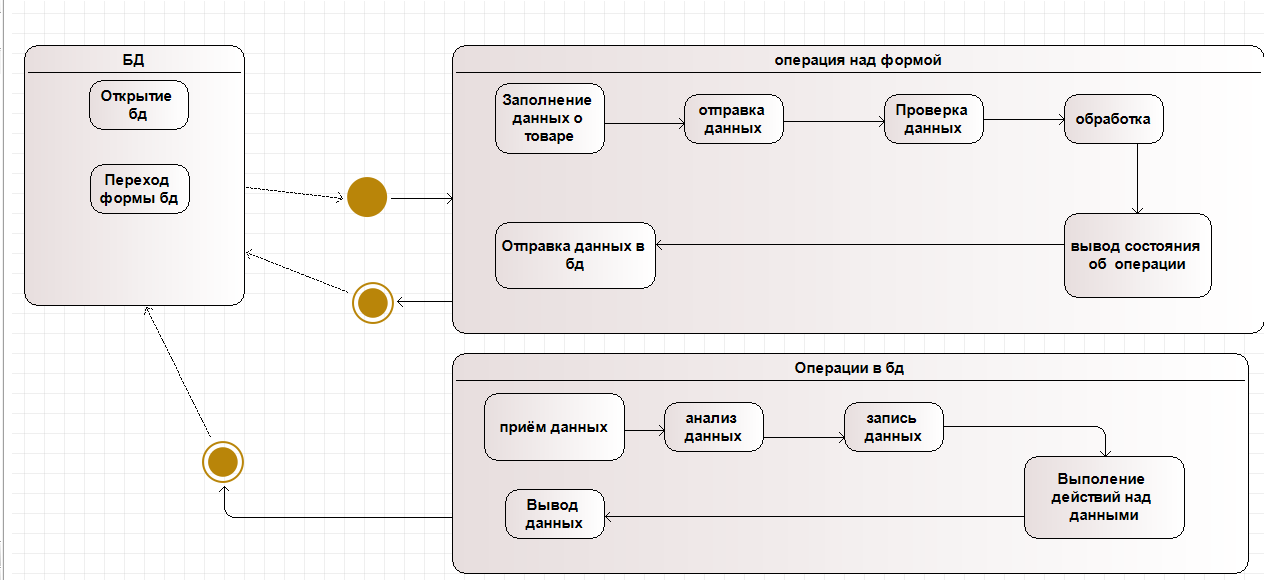 БД
Открытие
бд
Переход
формы бд
операция над формой
Заполнение
данных о
товаре
отправка
данных
Проверка
данных
обработка
Отпрaвка данных в
бд
вывод состояния
об операции
Операции в бд
приём данных
анализ
данных
запись
данных
Вывод
данных
Выполение
действий над
данными